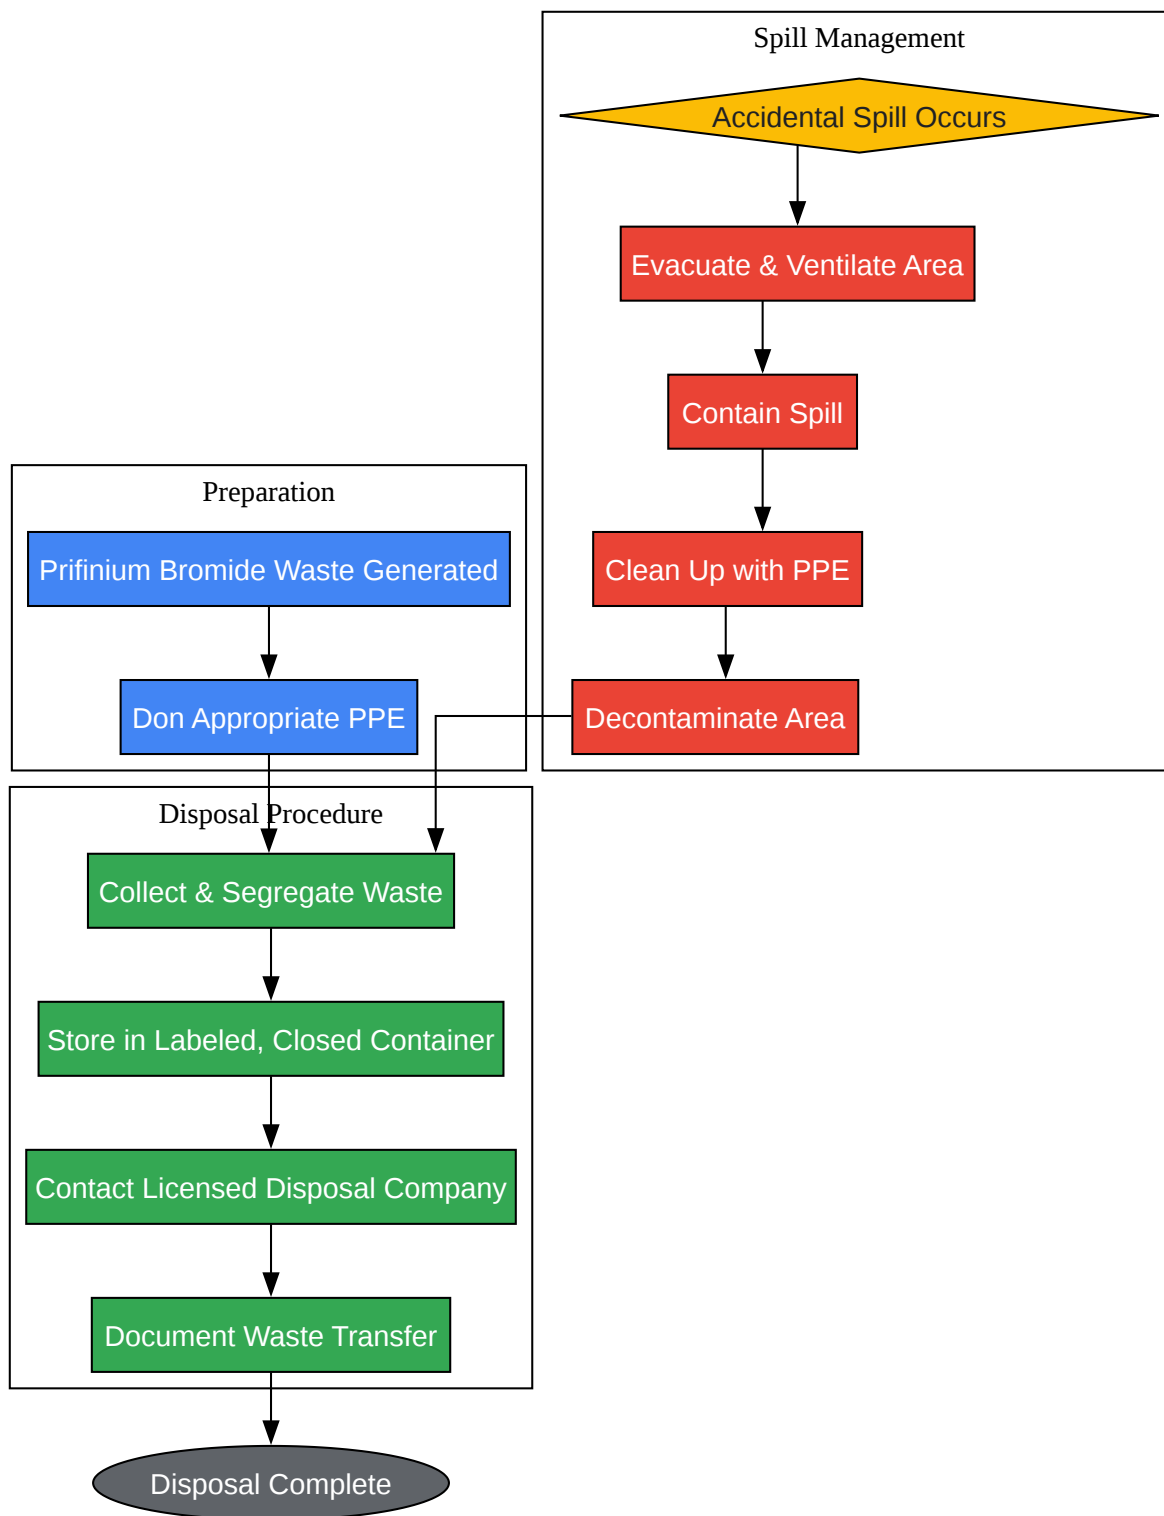 Spill Management
Accidental Spill Occurs
Evacuate & Ventilate Area
Contain Spill
Clean Up with PPE
Decontaminate Area
Preparation
Prifinium Bromide Waste Generated
Don Appropriate PPE
Disposal Procedure
Collect & Segregate Waste
Store in Labeled, Closed Container
Contact Licensed Disposal Company
Document Waste Transfer
Disposal Complete